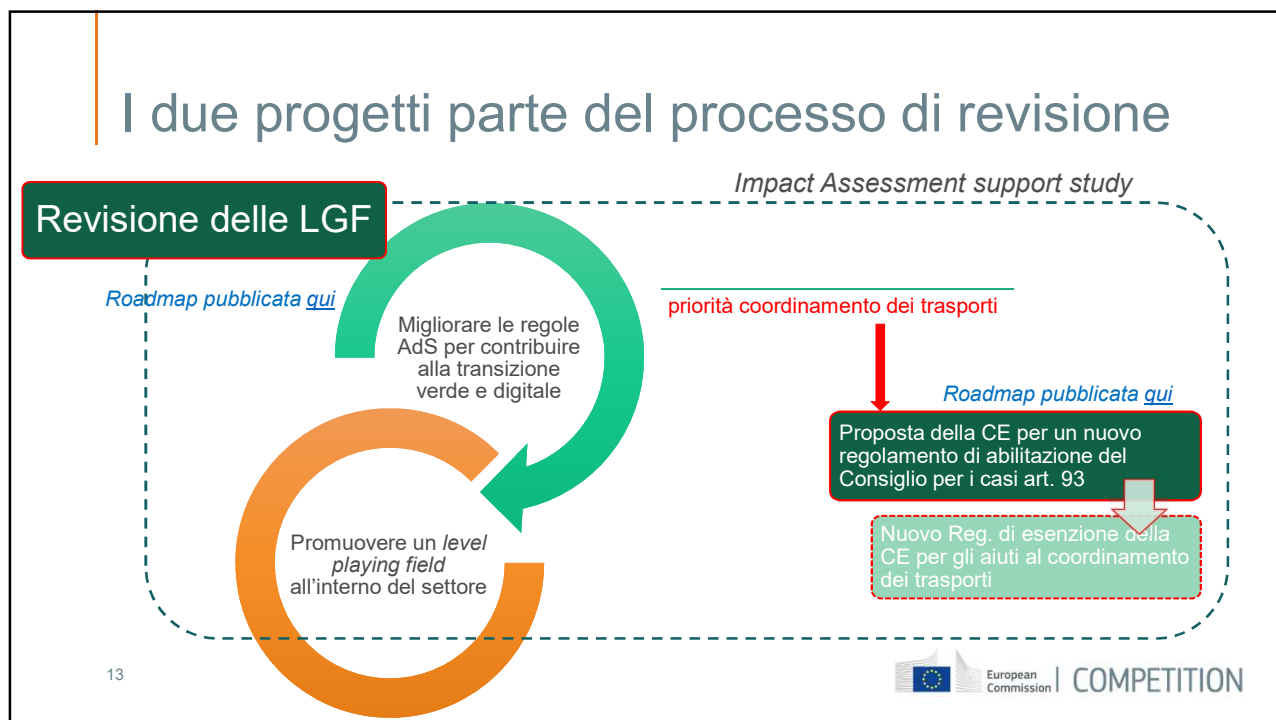 I due progetti parte del processo di revisione
Impact Assessment support study
Revisione delle LGF
Roadmap pubblicata qui
Migliorare le regole
AdS per contribuire
alla transizione
verde e digitale
Promuovere un level
playing field
all'interno del settore
priorità coordinamento dei trasporti
Roadmap pubblicata qui
Proposta della CE per un nuovo
regolamento di abilitazione del
Consiglio per i casi art. 93
Nuovo Reg. di esenzione della
CE per gli aiuti al coordinamento
dei trasporti
13
European
Commission
COMPETITION